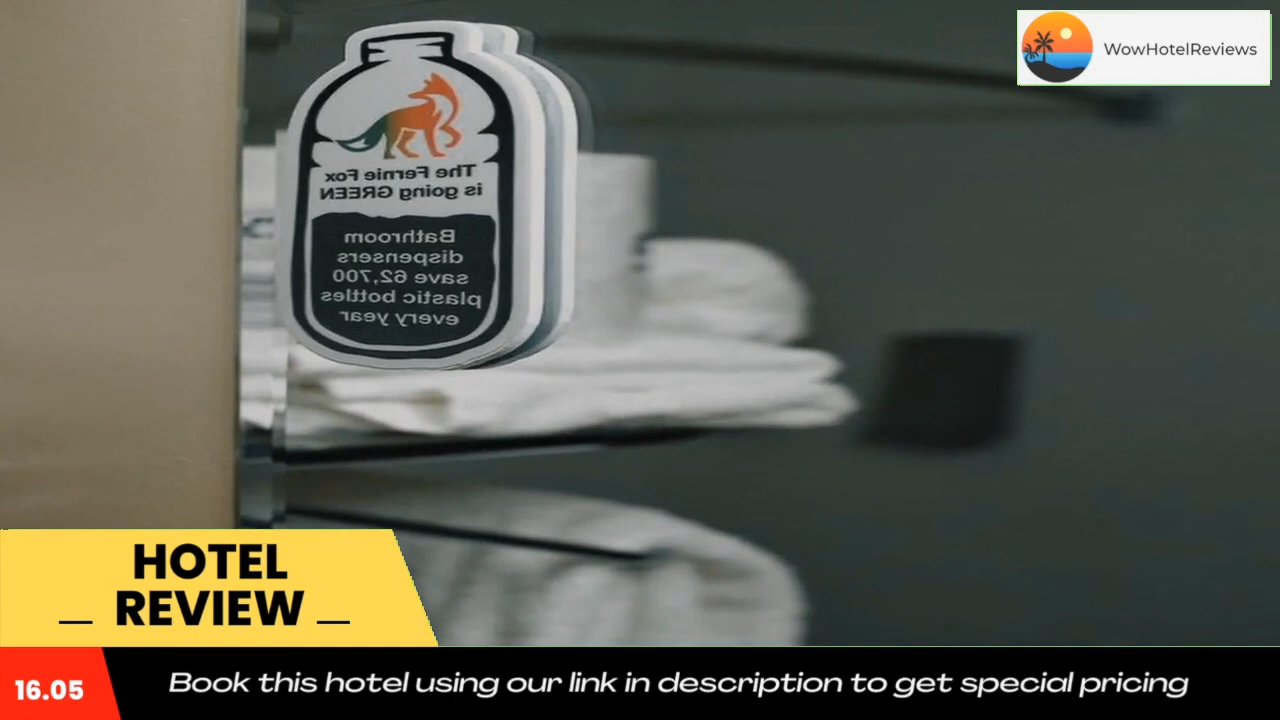 WowHotelReviews
The Fernie Fox
is going GREEN
Bathroom
dispensers
save 62,700
plastic bottles
every year
HOTEL
REVIEW
16.05
Book this hotel using our link in description to get special pricing